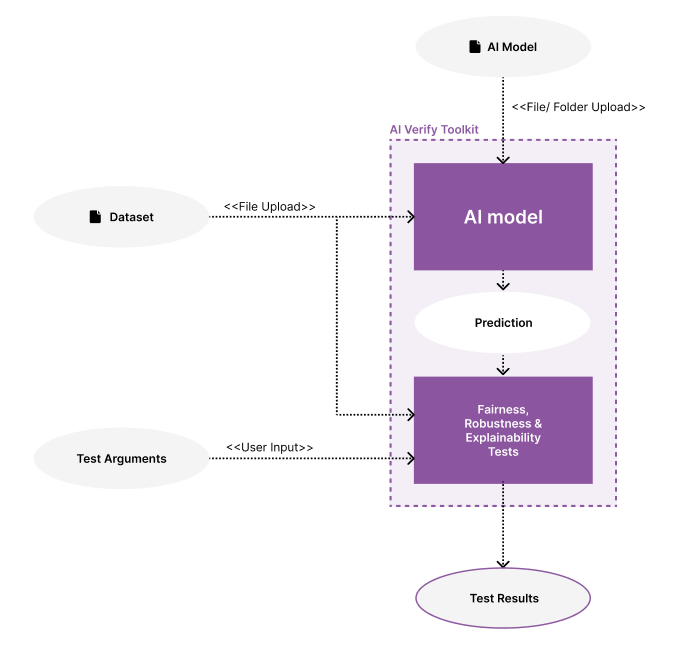 AI Model
<<File/ Folder Upload>>
AI Verify Toolkit
<<File Upload>>
Dataset
AI model
Prediction
Fairness,
Robustness &
Explainability
Tests
<<User Input>>
Test Arguments
Test Results